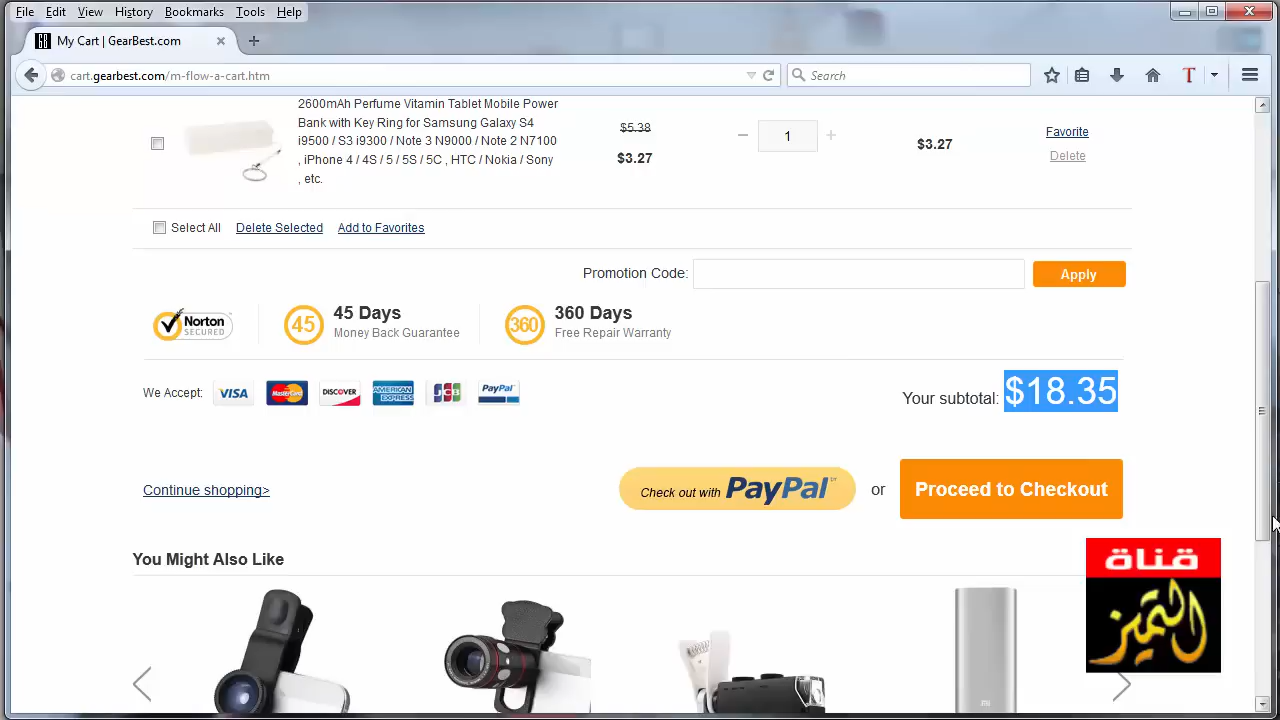 File Edit View History Bookmarks Tools Help
GB My Cart | GearBest.com
cart.gearbest.com/m-flow-a-cart.htm
Search
T
2600mAh Perfume Vitamin Tablet Mobile Power
Bank with Key Ring for Samsung Galaxy S4
i9500 / S3 i9300 / Note 3 N9000 / Note 2 N7100
, iPhone 4 / 4S / 5 / 5S / 5C , HTC / Nokia / Sony
, etc.
$5.38
$3.27
1
$3.27
Favorite
Delete
Select All Delete Selected Add to Favorites
Promotion Code: Apply
Norton
SECURED
45
45 Days
Money Back Guarantee
360
360 Days
Free Repair Warranty
We Accept: VISA MasterCard DISCOVER AMERICAN EXPRESS JCB PayPal
Your subtotal: $18.35
Continue shopping>
Check out with PayPal or Proceed to Checkout
You Might Also Like
قناة
التميز
mi